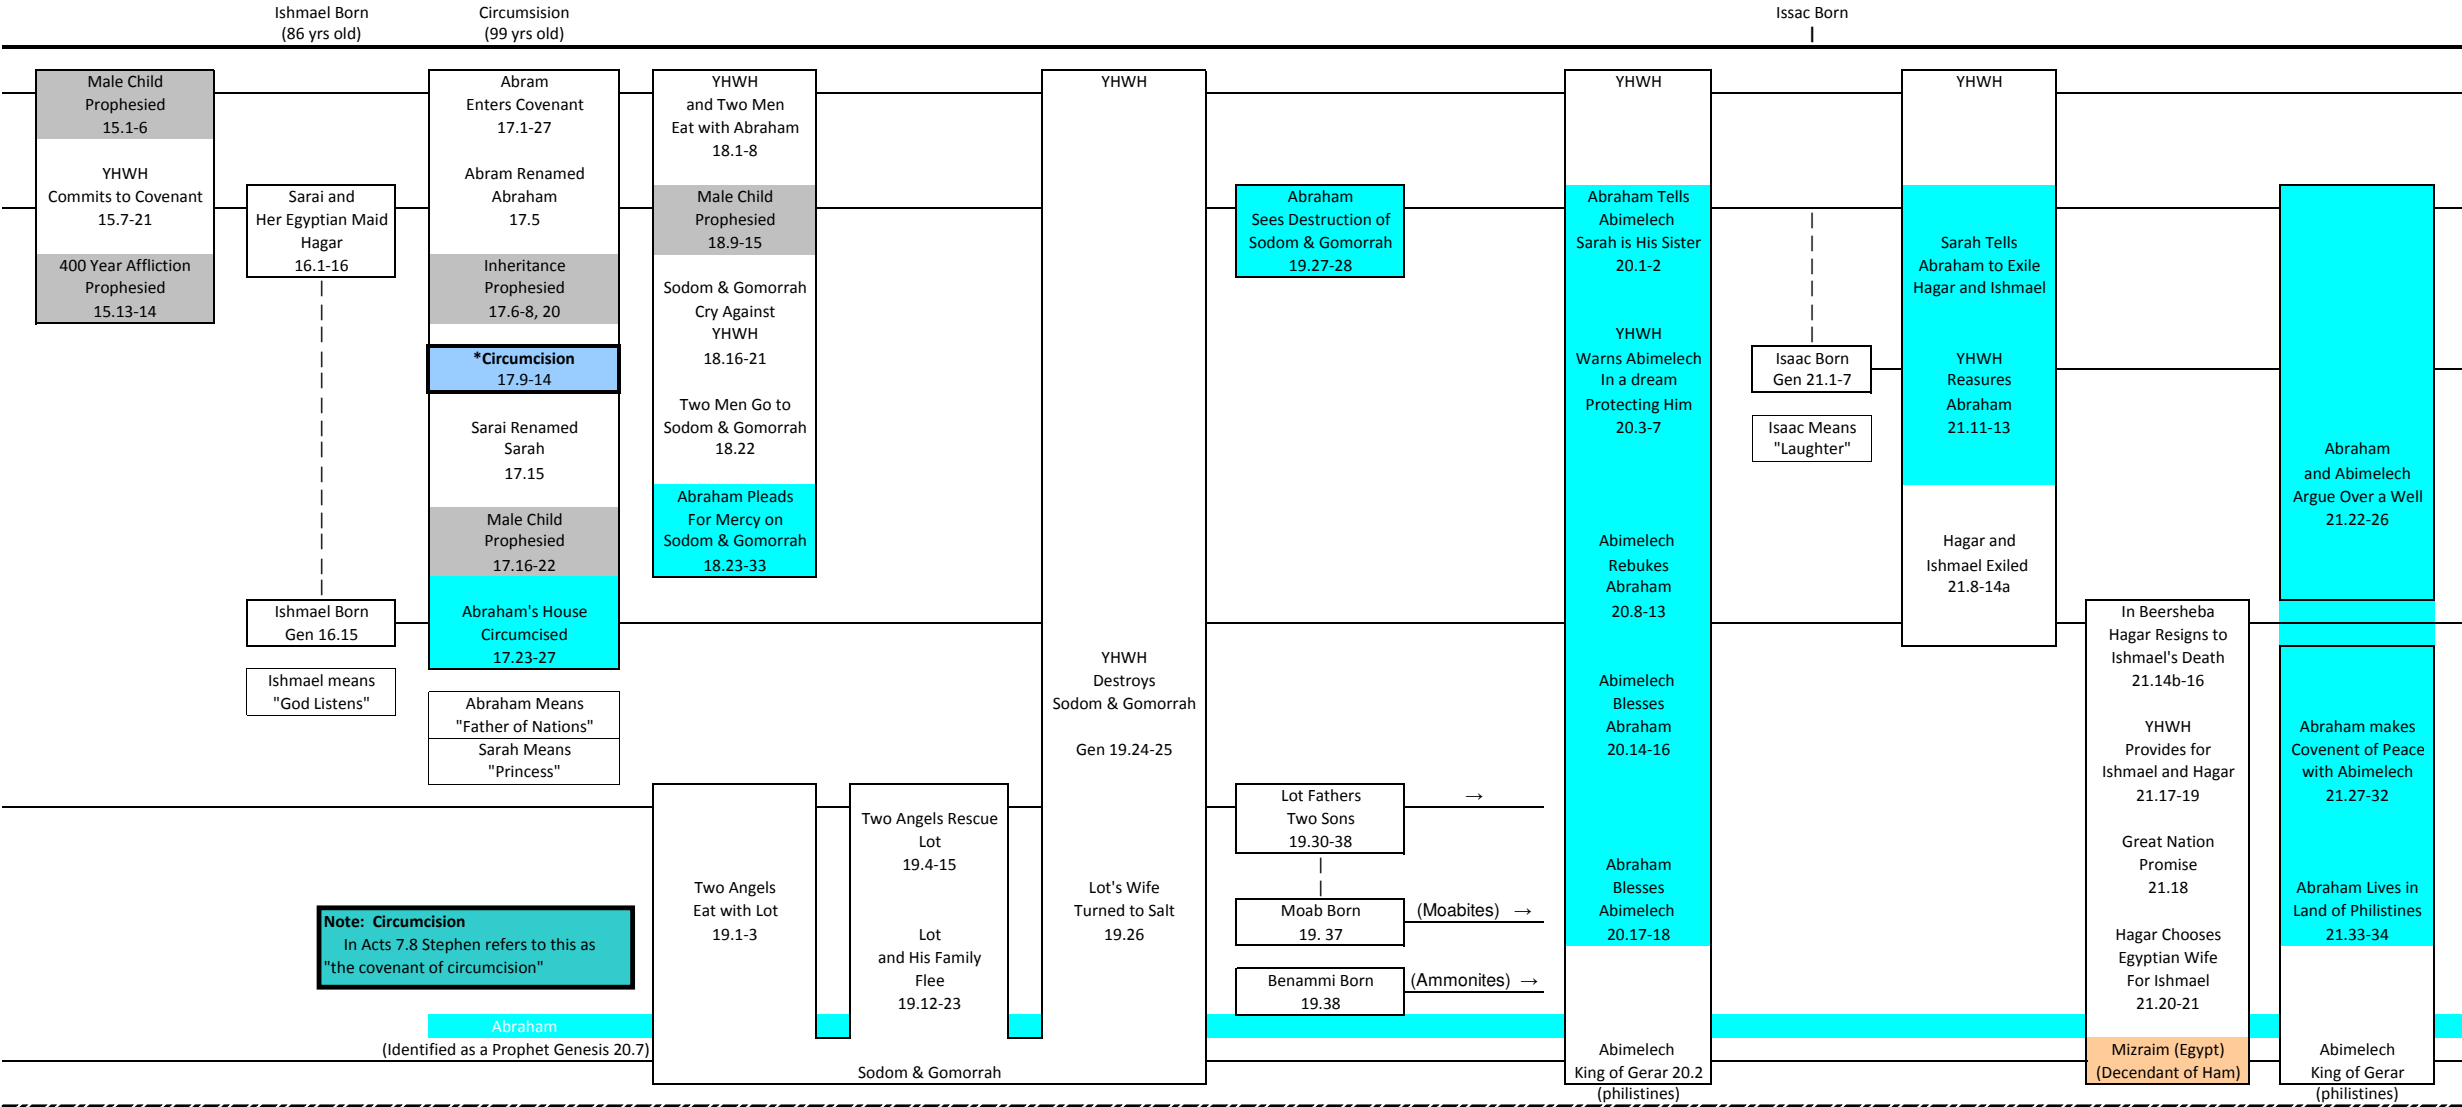 Ishmael Born
(86 yrs old)
Circumsision
(99 yrs old)
Issac Born
Male Child
Prophesied
15.1-6
YHWH
Commits to Covenant
15.7-21
400 Year Affliction
Prophesied
15.13-14
Sarai and
Her Egyptian Maid
Hagar
16.1-16
Ishmael Born
Gen 16.15
Ishmael means
"God Listens"
Abram
Enters Covenant
17.1-27
Abram Renamed
Abraham
17.5
Inheritance
Prophesied
17.6-8, 20
*Circumcision
17.9-14
Sarai Renamed
Sarah
17.15
Male Child
Prophesied
17.16-22
Abraham's House
Circumcised
17.23-27
Abraham Means
"Father of Nations"
Sarah Means
"Princess"
Note:  Circumcision
In Acts 7.8 Stephen refers to this as
"the covenant of circumcision"
Abraham
(Identified as a Prophet Genesis 20.7)
YHWH
and Two Men
Eat with Abraham
18.1-8
Male Child
Prophesied
18.9-15
Sodom & Gomorrah
Cry Against
YHWH
18.16-21
Two Men Go to
Sodom & Gomorrah
18.22
Abraham Pleads
For Mercy on
Sodom & Gomorrah
18.23-33
Two Angels
Eat with Lot
19.1-3
Two Angels Rescue
Lot
19.4-15
Lot
and His Family
Flee
19.12-23
YHWH
YHWH
Destroys
Sodom & Gomorrah
Gen 19.24-25
Lot's Wife
Turned to Salt
19.26
Sodom & Gomorrah
Abraham
Sees Destruction of
Sodom & Gomorrah
19.27-28
Lot Fathers
Two Sons
19.30-38
→
Moab Born
19. 37
(Moabites) →
Benammi Born
19.38
(Ammonites) →
YHWH
Abraham Tells
Abimelech
Sarah is His Sister
20.1-2
YHWH
Warns Abimelech
In a dream
Protecting Him
20.3-7
Abimelech
Rebukes
Abraham
20.8-13
Abimelech
Blesses
Abraham
20.14-16
Abraham
Blesses
Abimelech
20.17-18
Abimelech
King of Gerar 20.2
(philistines)
Isaac Born
Gen 21.1-7
Isaac Means
"Laughter"
YHWH
Sarah Tells
Abraham to Exile
Hagar and Ishmael
YHWH
Reasures
Abraham
21.11-13
Hagar and
Ishmael Exiled
21.8-14a
In Beersheba
Hagar Resigns to
Ishmael's Death
21.14b-16
YHWH
Provides for
Ishmael and Hagar
21.17-19
Great Nation
Promise
21.18
Hagar Chooses
Egyptian Wife
For Ishmael
21.20-21
Mizraim (Egypt)
(Decendant of Ham)
Abraham
and Abimelech
Argue Over a Well
21.22-26
Abraham makes
Covenent of Peace
with Abimelech
21.27-32
Abraham Lives in
Land of Philistines
21.33-34
Abimelech
King of Gerar
(philistines)